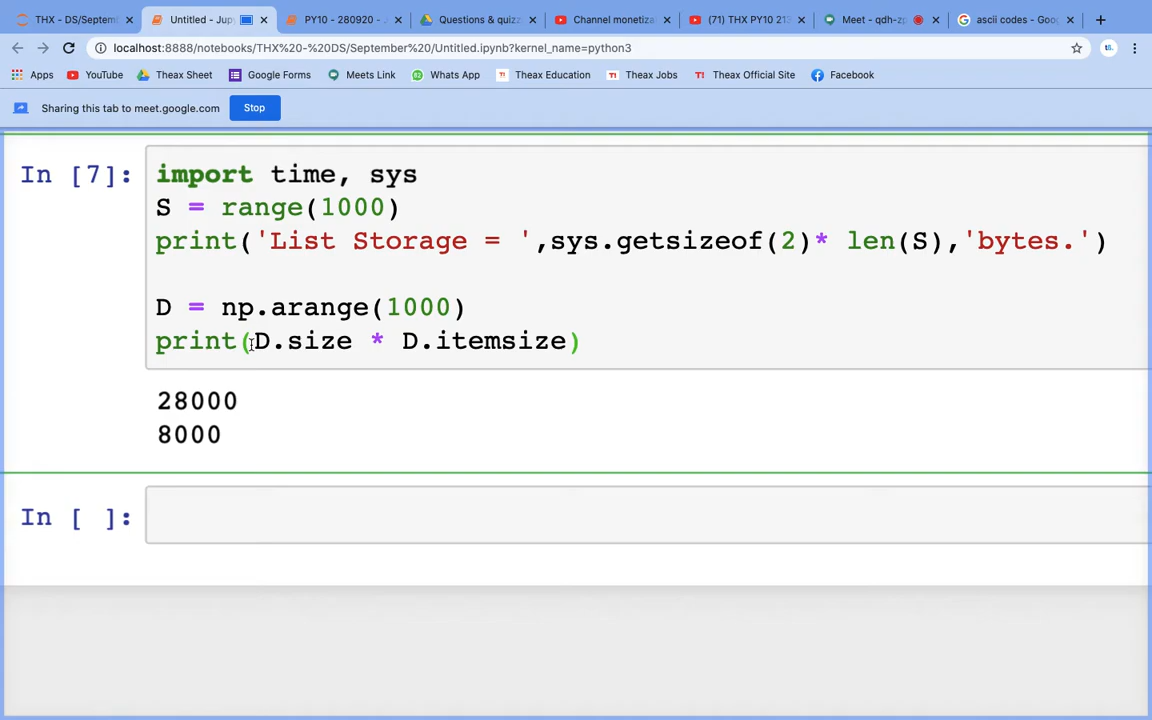 THX - DS/Septem
Untitled - Jup
PY10 - 280920 - J
Questions & quizz
Channel monetiza
(71) THX PY10 213
Meet - qdh-zp
ascii codes - Goo
localhost:8888/notebooks/THX%20-%20DS/September%20/Untitled.ipynb?kernel_name=python3
Apps
YouTube
Theax Sheet
Google Forms
Meets Link
Whats App
Theax Education
Theax Jobs
Theax Official Site
Facebook
Sharing this tab to meet.google.com
Stop
In [7]:
import time, sys
S = range(1000)
print('List Storage = ',sys.getsizeof(2)* len(S),'bytes.')
D = np.arange(1000)
print(D.size * D.itemsize)
28000
8000
In [ ]: